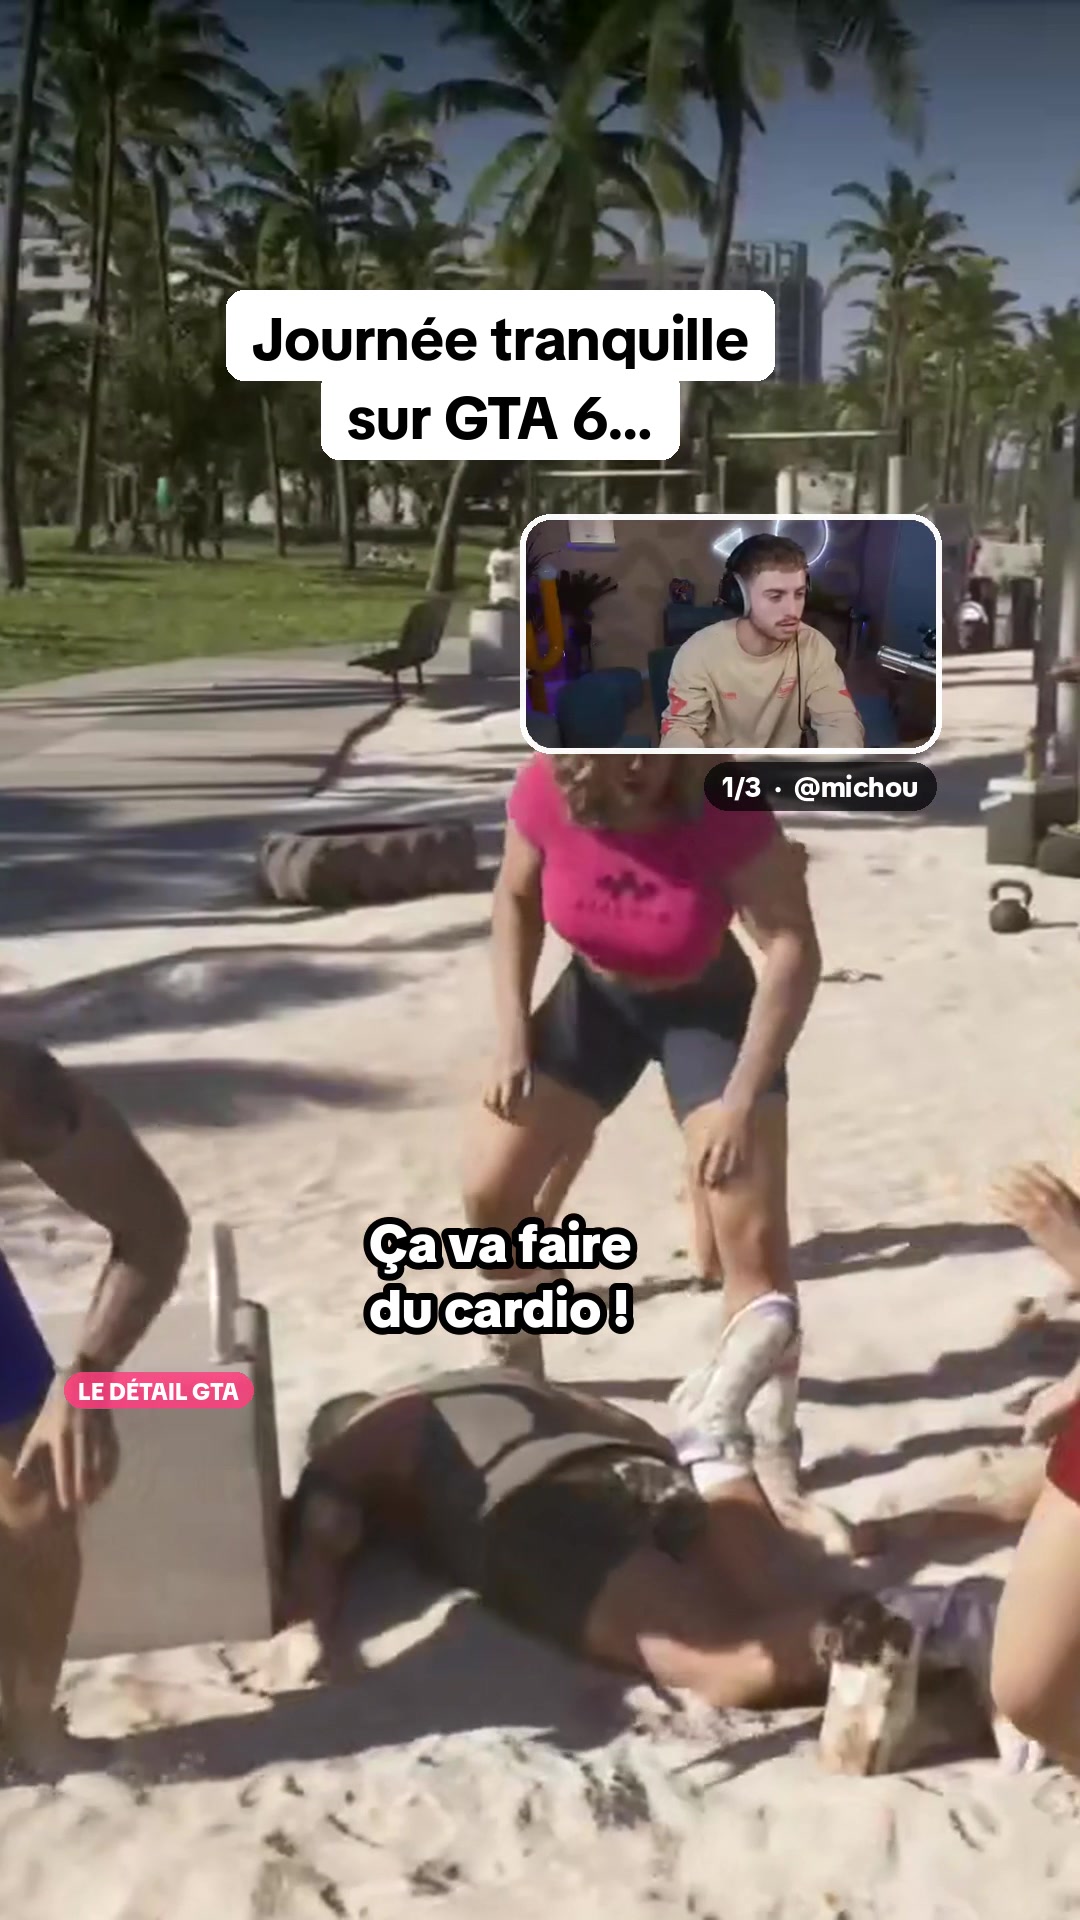 Journée tranquille
sur GTA 6...
1/3 · @michou
Ça va faire
du cardio !
LE DÉTAIL GTA